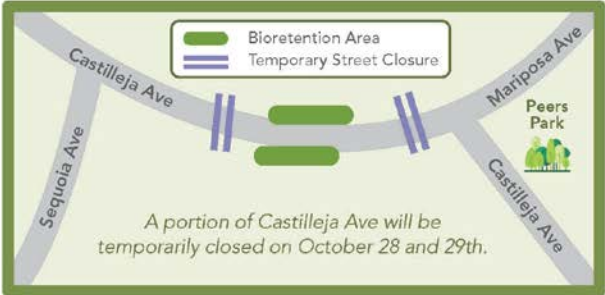 Bioretention Area
Temporary Street Closure
Castilleja Ave
Mariposa Ave
Peers
Park
Sequoia Ave
Castilleja Ave
A portion of Castilleja Ave will be
temporarily closed on October 28 and 29th.